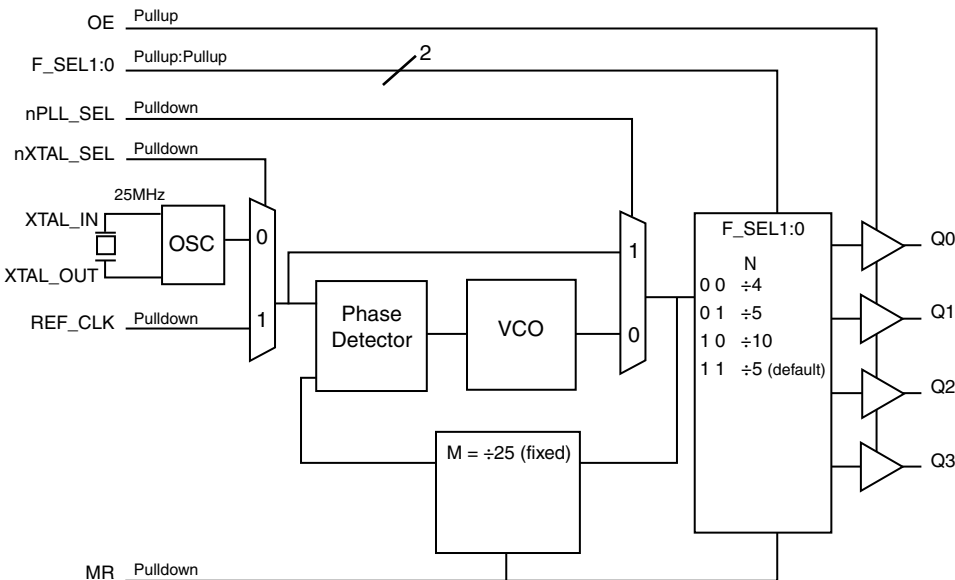 OE Pullup
F_SEL1:0 Pullup:Pullup 2
nPLL_SEL Pulldown
nXTAL_SEL Pulldown
25MHz
XTAL_IN
OSC
XTAL_OUT
REF_CLK Pulldown
0
1
Phase
Detector
VCO
1
0
M = ÷25 (fixed)
F_SEL1:0
N
0 0 ÷4
0 1 ÷5
1 0 ÷10
1 1 ÷5 (default)
Q0
Q1
Q2
Q3
MR Pulldown